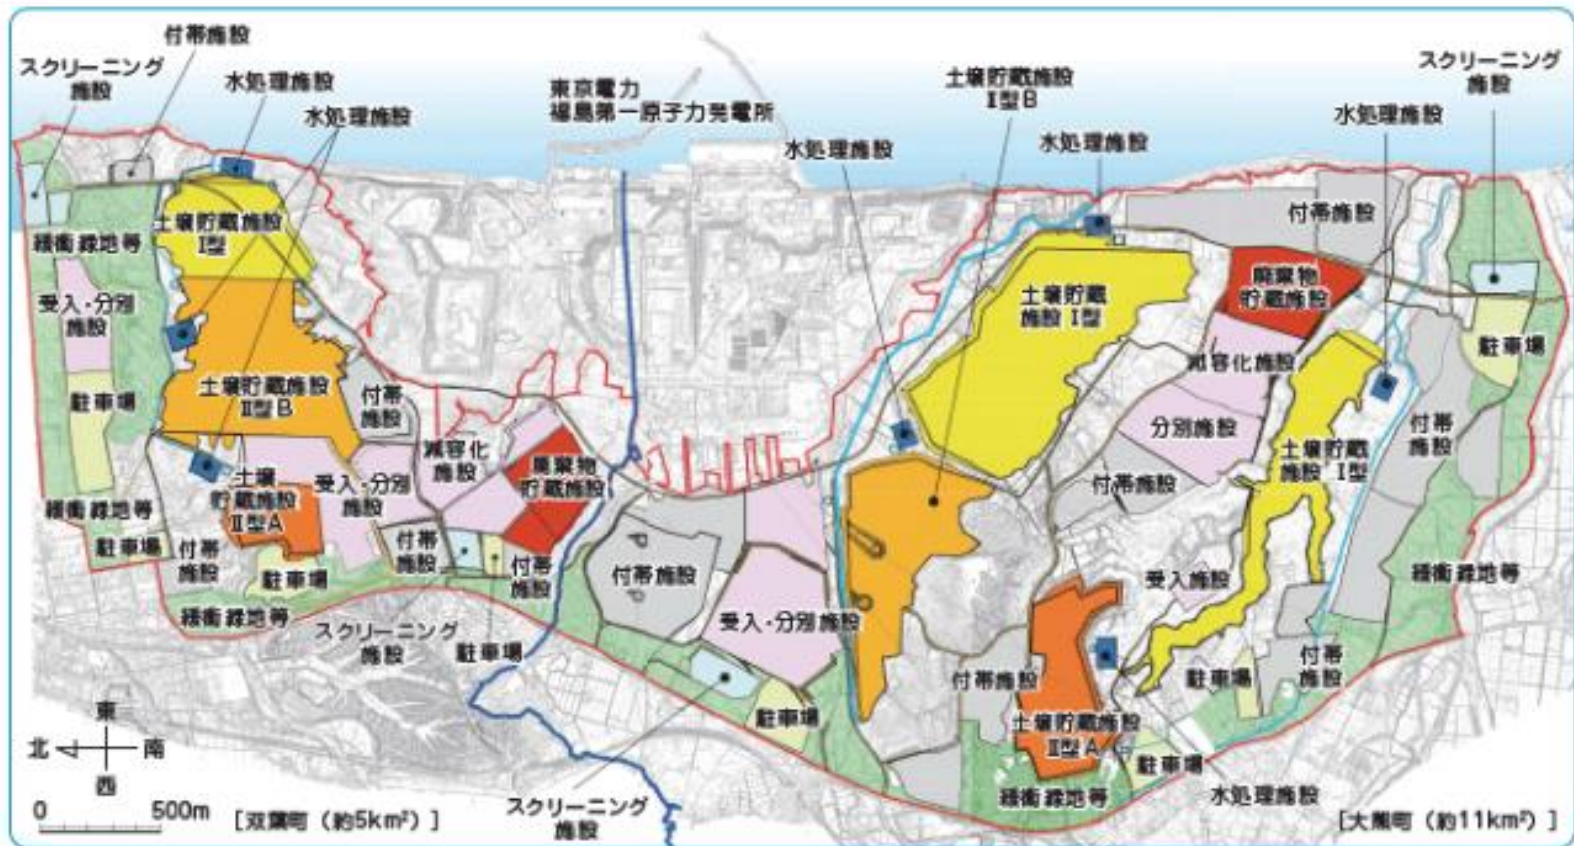 付帯施設
スクリーニング
施設
水処理施設
水処理施設
東京電力
福島第一原子力発電所
土壌貯蔵施設
Ⅱ型B
スクリーニング
施設
水処理施設
水処理施設
水処理施設
緩衝緑地等
土壌貯蔵施設
Ⅰ型
付帯施設
受入・分別
施設
土壌貯蔵
施設 Ⅰ型
廃棄物
貯蔵施設
駐車場
土壌貯蔵施設
Ⅱ型B
付帯
施設
減容化施設
駐車場
減容化
施設
廃棄物
貯蔵施設
分別施設
土壌貯蔵
施設 Ⅰ型
付帯
施設
土壌
貯蔵施設
Ⅱ型A
受入・分別
施設
付帯施設
緩衝緑地等
駐車場
付帯
施設
駐車場
付帯
施設
付帯
施設
付帯施設
受入施設
緩衝緑地等
緩衝緑地等
スクリーニング
施設
駐車場
受入・分別施設
付帯施設
駐車場
付帯
施設
駐車場
土壌貯蔵施設
Ⅱ型A
駐車場
東
北
南
西
スクリーニング
施設
緩衝緑地等
水処理施設
0
500m
[双葉町（約5km²）]
[大熊町（約11km²）]